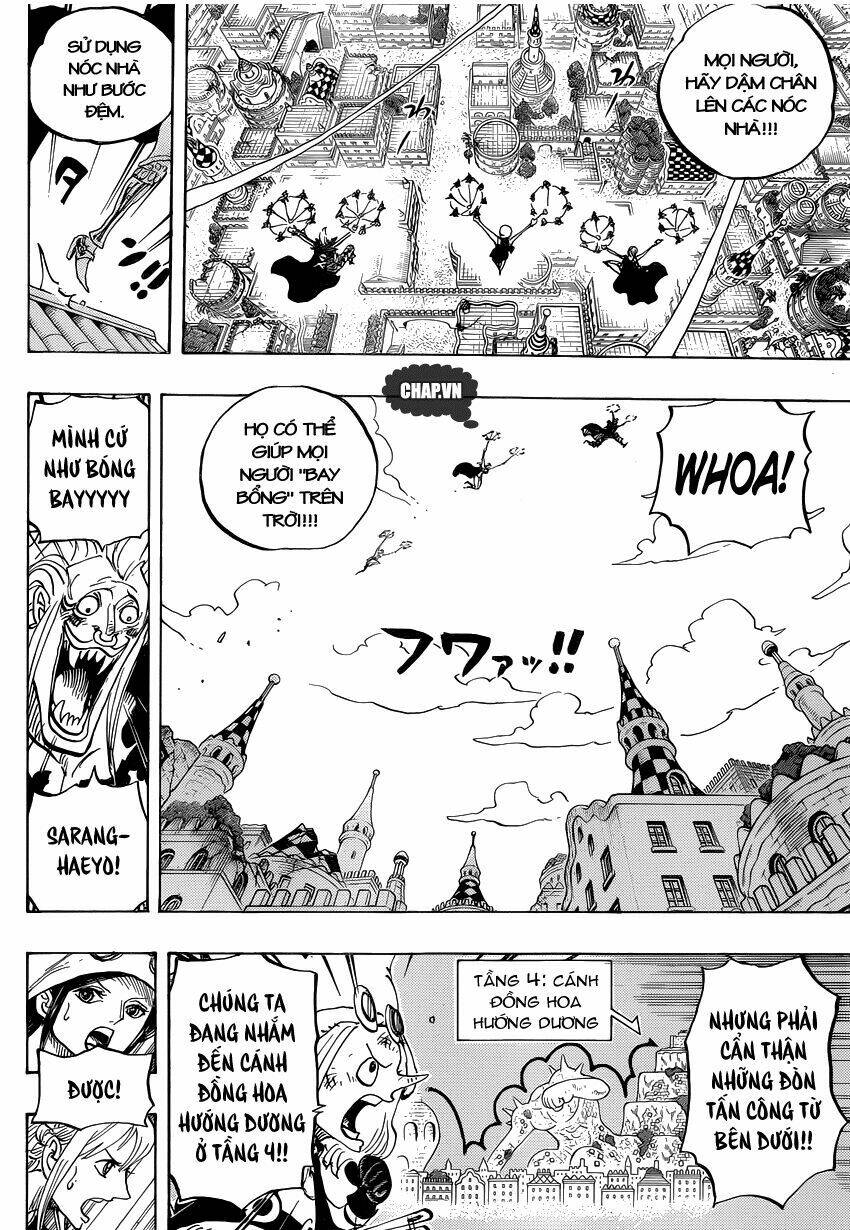 MỌI NGƯỜI,
HÃY DẬM CHÂN
LÊN CÁC NÓC
NHÀ!!!
SỬ DỤNG
NÓC NHÀ
NHƯ BƯỚC
ĐỆM.
タ
!!
CHAP.VN
WHOA!
HỌ CÓ THỂ
GIÚP MỌI
NGƯỜI "BAY
BỔNG" TRÊN
TRỜI!!!
フワァッ!!
MÌNH CỨ
NHƯ BÓNG
BAYYYYY
SARANG-
HAEYO!
NHƯNG PHẢI
CẨN THẬN
NHỮNG ĐÒN
TẤN CÔNG TỪ
BÊN DƯỚI!!
TẦNG 4: CÁNH
ĐỒNG HOA
HƯỚNG DƯƠNG
CHÚNG TA
ĐANG NHẮM
ĐẾN CÁNH
ĐỒNG HOA
HƯỚNG DƯƠNG
Ở TẦNG 4!!
ĐƯỢC!